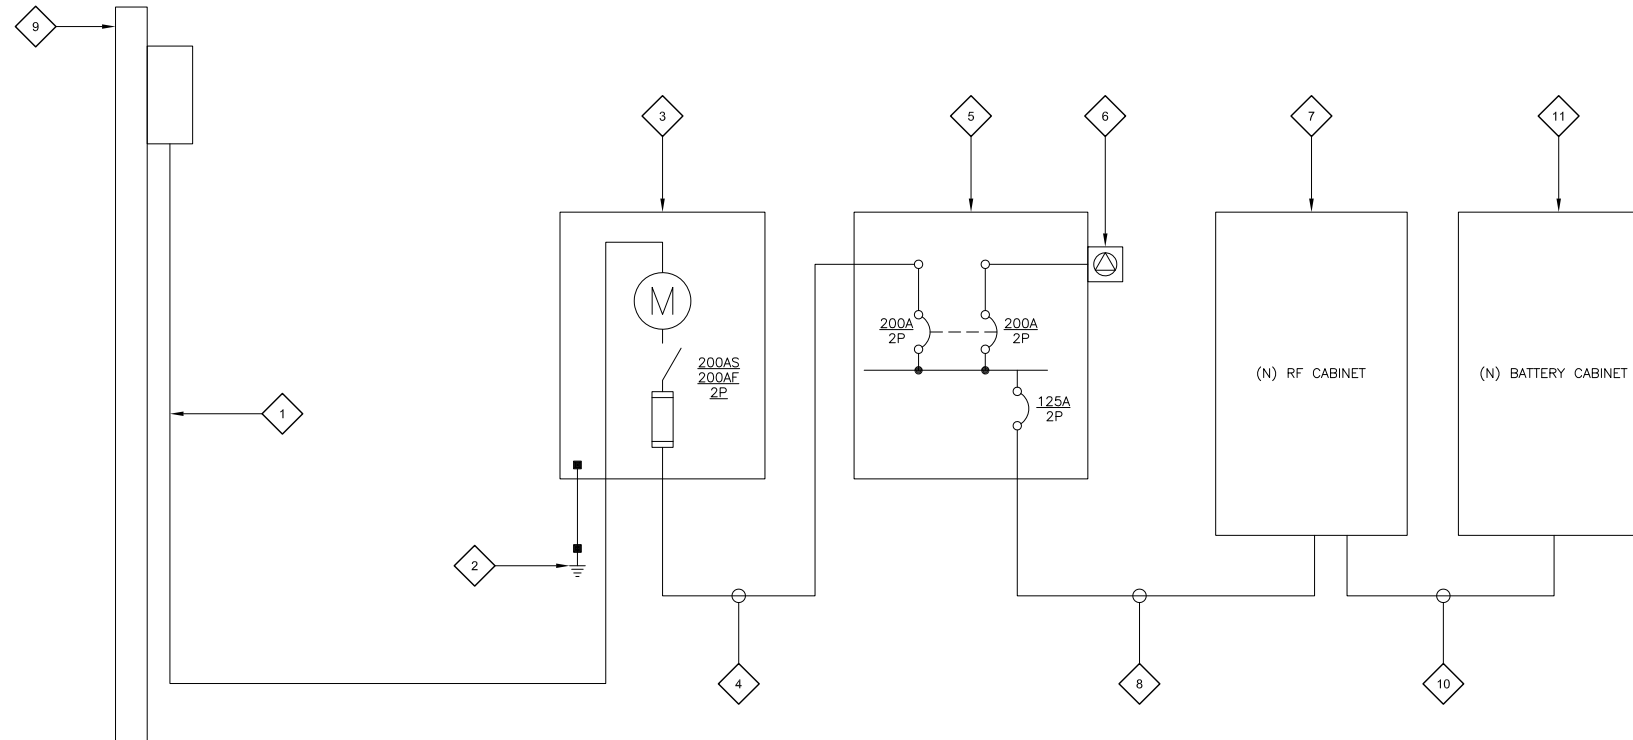 9
3
5
6
7
11
M
200AS
200AF
2P
200A
2P
200A
2P
125A
2P
(N) RF CABINET
(N) BATTERY CABINET
1
2
4
8
10